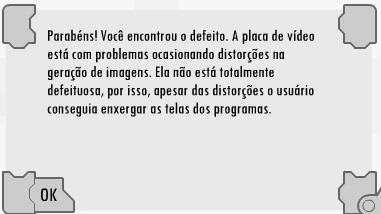 Parabéns! Você encontrou o defeito. A placa de vídeo
está com problemas ocasionando distorções na
geração de imagens. Ela não está totalmente
defeituosa, por isso, apesar das distorções o usuário
conseguia enxergar as telas dos programas.
OK